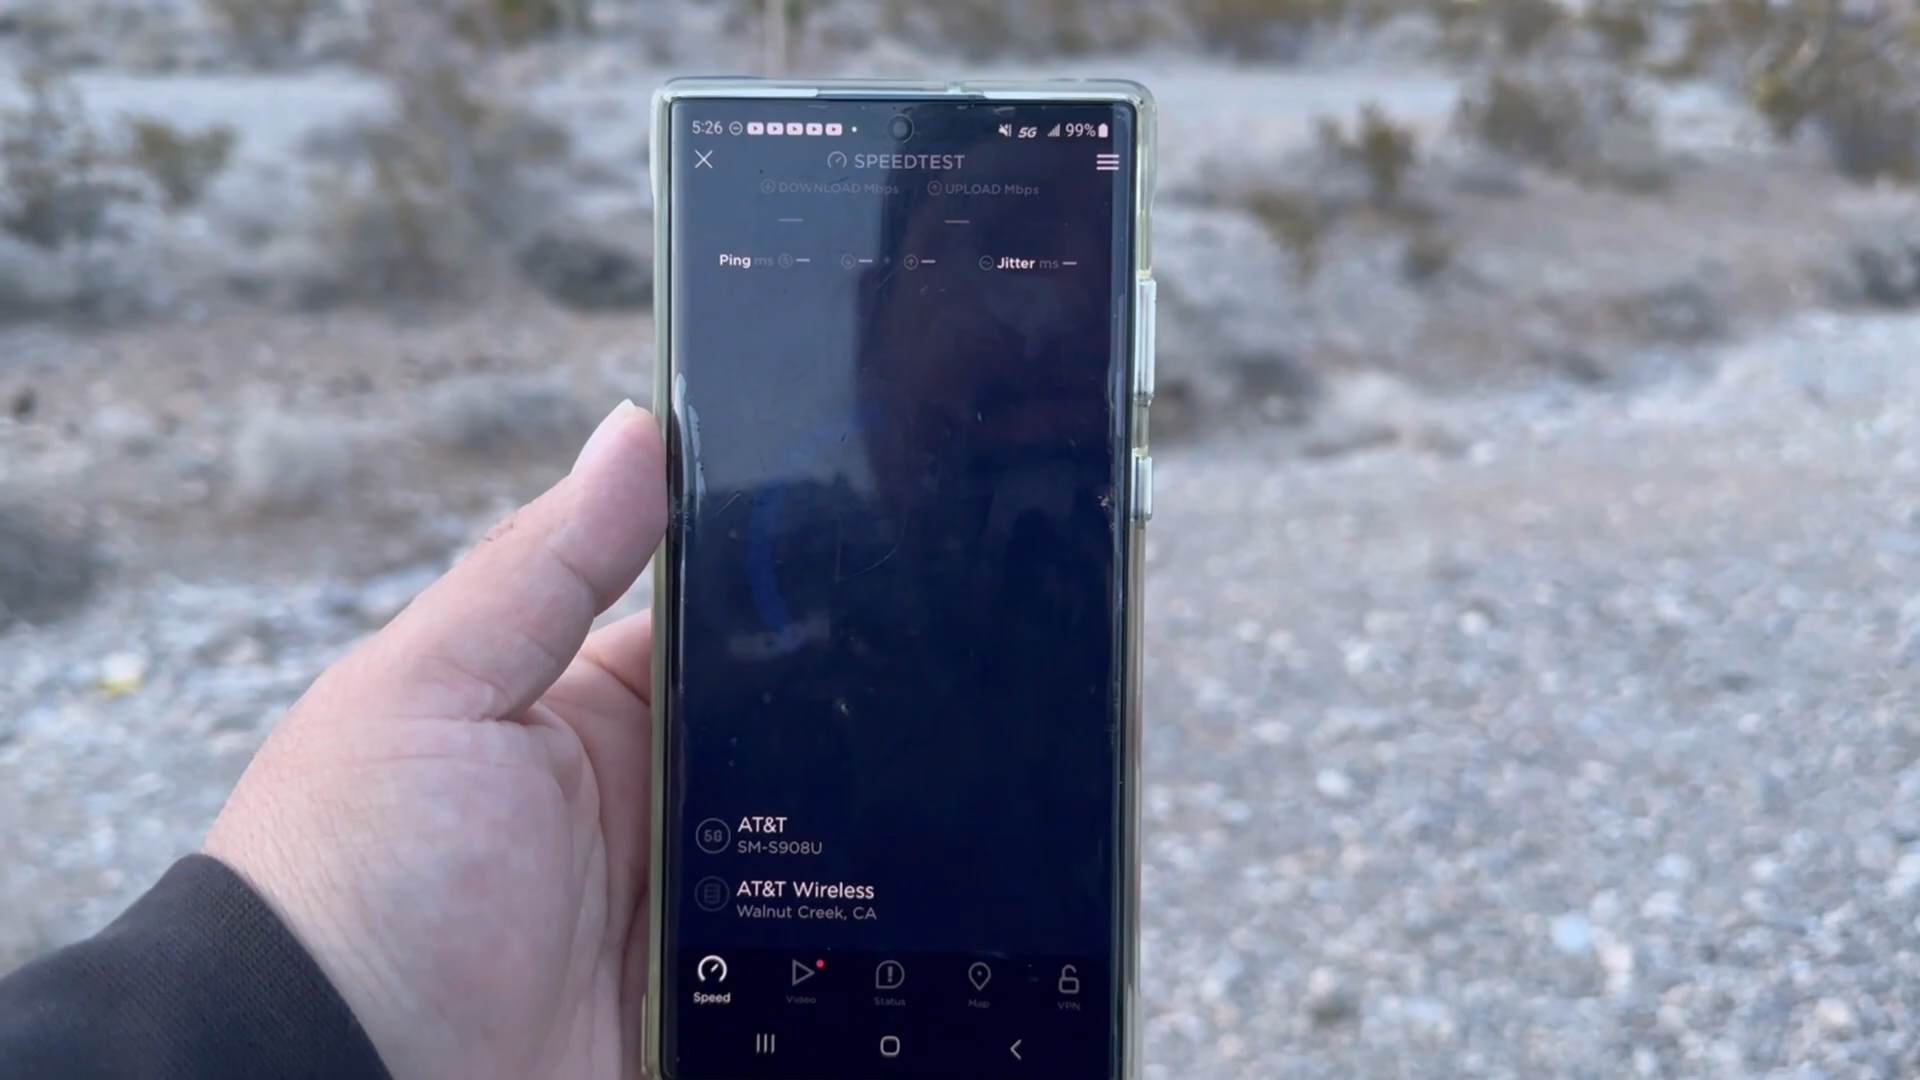 5:26 5G 99%
SPEEDTEST
DOWNLOAD Mbps UPLOAD Mbps
— —
Ping ms — — • — Jitter ms —
5G AT&T
SM-S908U
AT&T Wireless
Walnut Creek, CA
Speed Video Status Map VPN